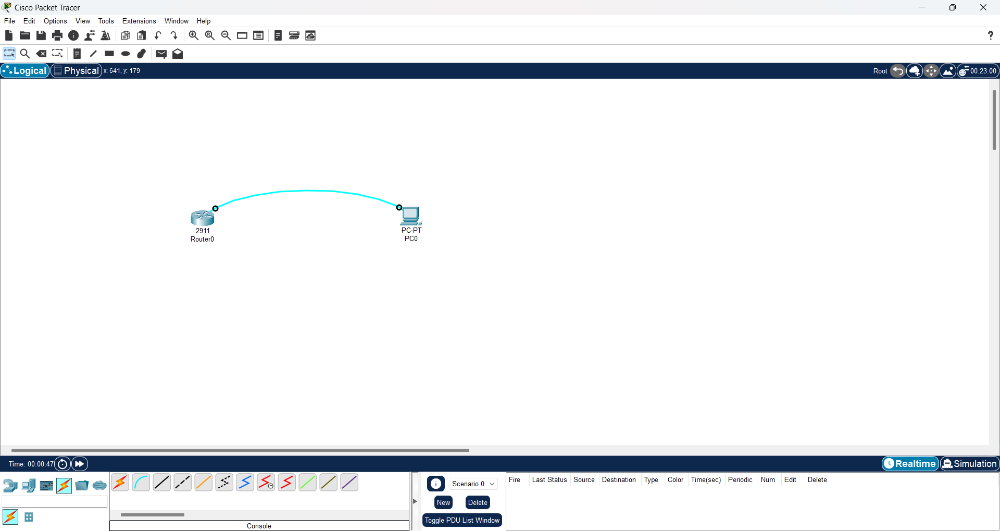 Cisco Packet Tracer
File Edit Options View Tools Extensions Window Help
Logical Physical x: 641, y: 179 Root 00:23:00
2911
Router0
PC-PT
PC0
Time: 00:00:47 Realtime Simulation
Scenario 0
New Delete
Toggle PDU List Window
Fire Last Status Source Destination Type Color Time(sec) Periodic Num Edit Delete
Console